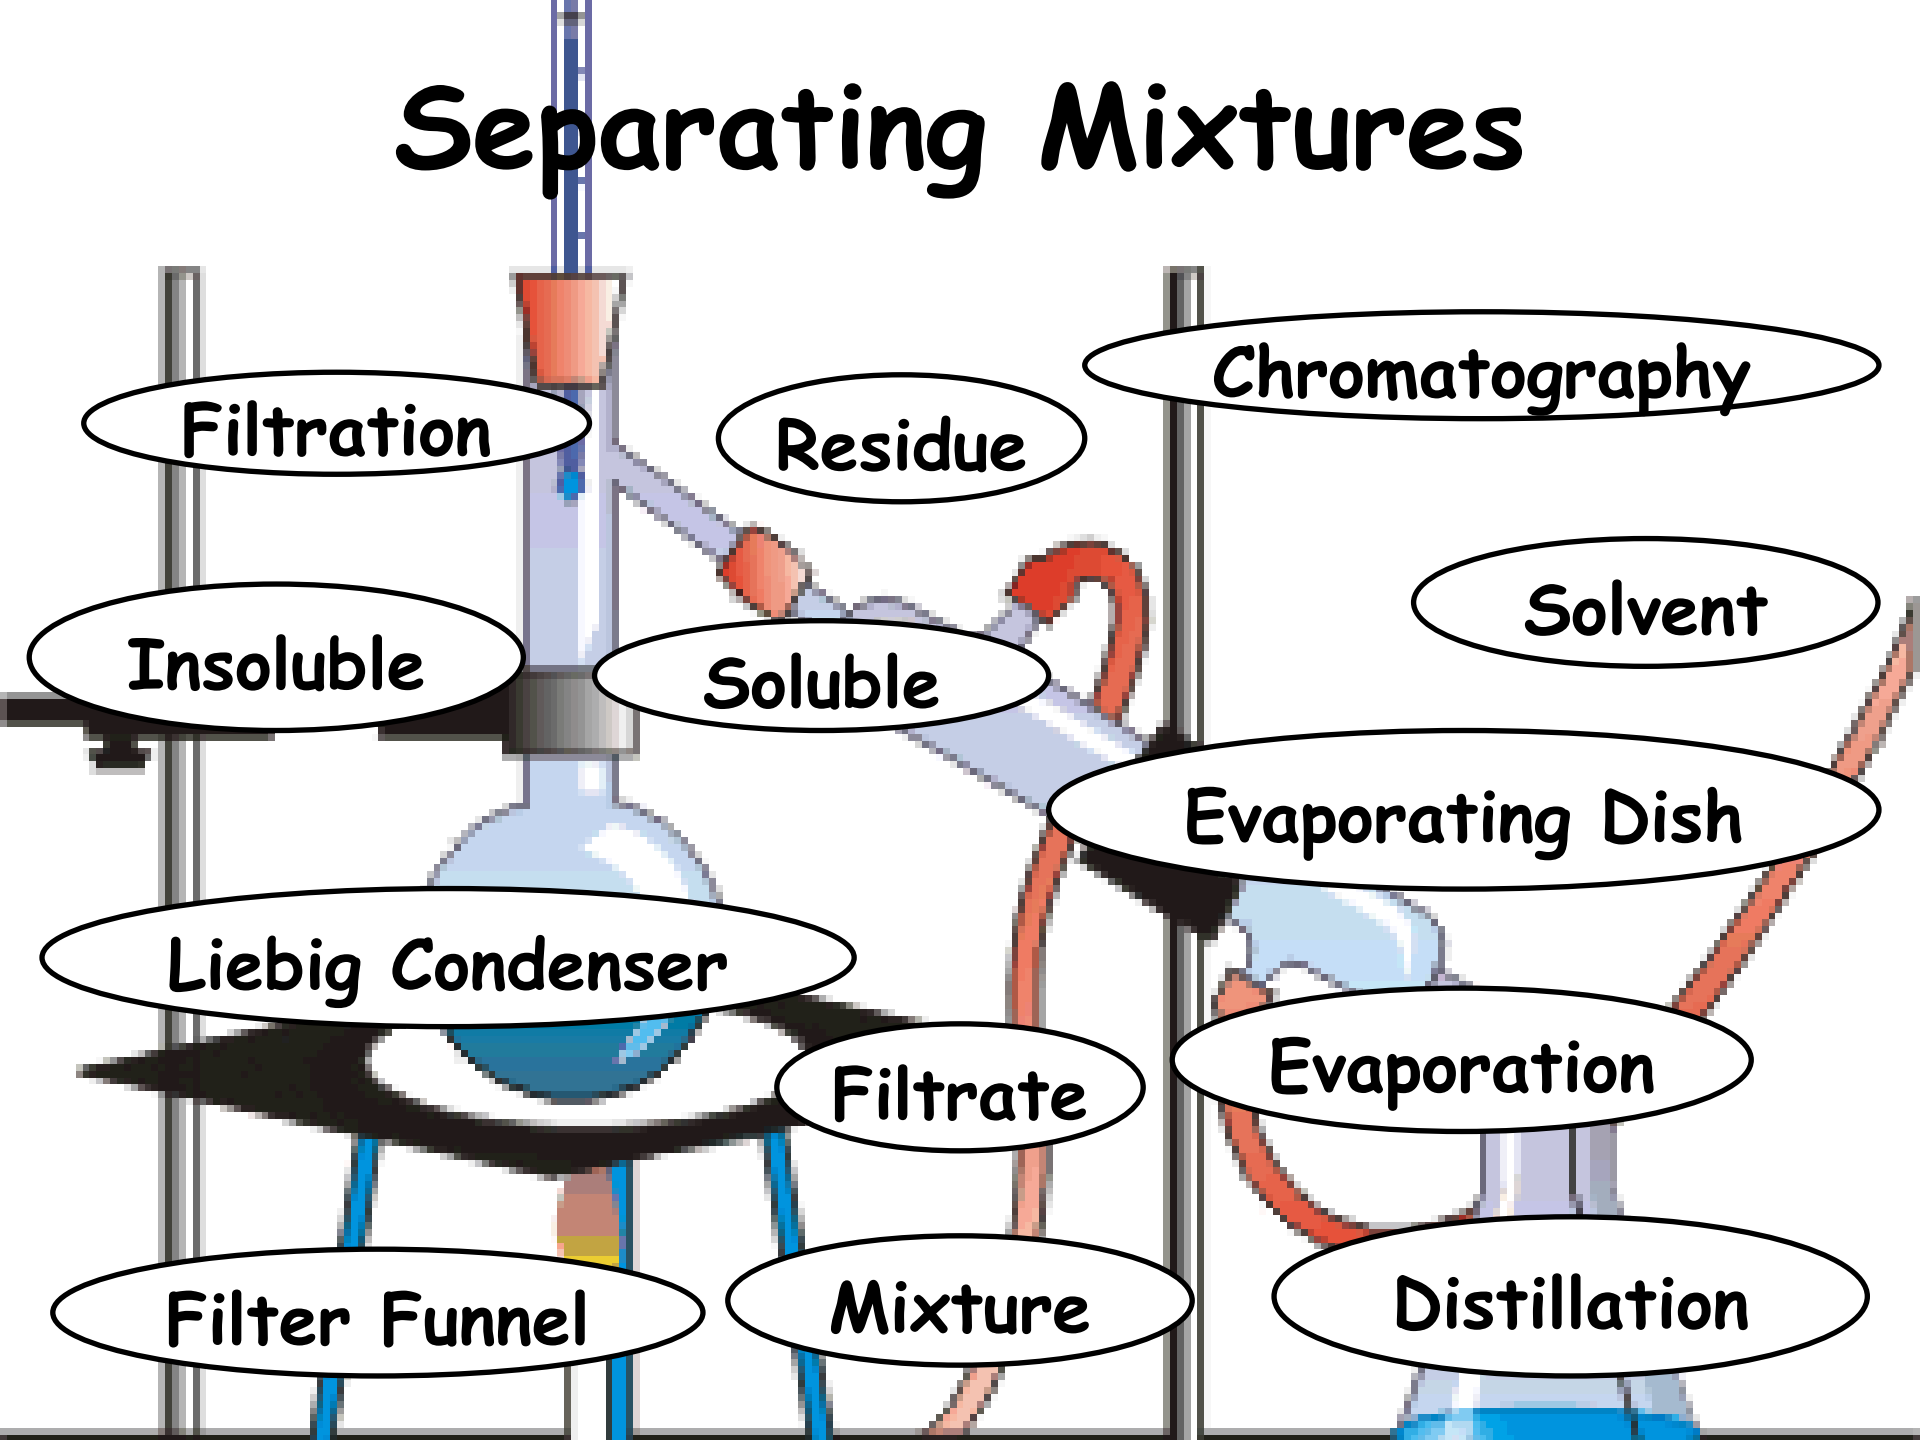 Separating Mixtures
Chromatography
Filtration
Residue
Solvent
Insoluble
Soluble
Evaporating Dish
Liebig Condenser
Filtrate
Evaporation
Filter Funnel
Mixture
Distillation